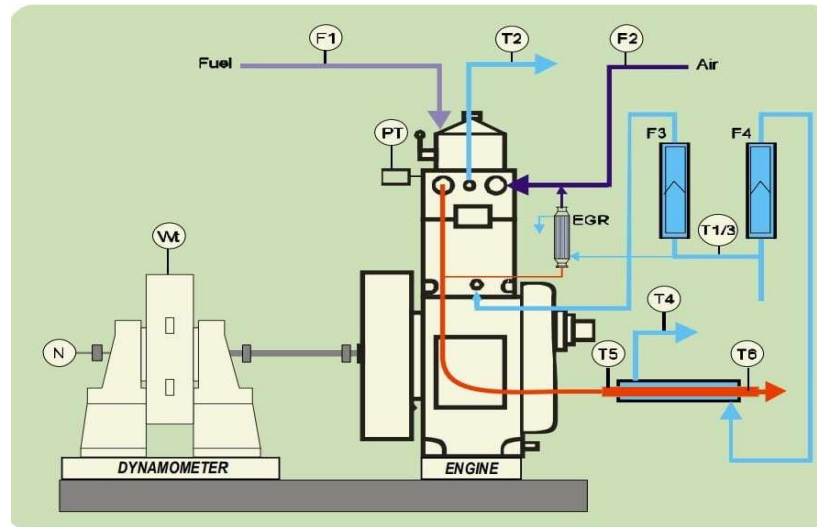 F1
T2
F2
Fuel
Air
PT
F3
F4
EGR
T1/3
Wt
T4
N
T5
T6
DYNAMOMETER
ENGINE